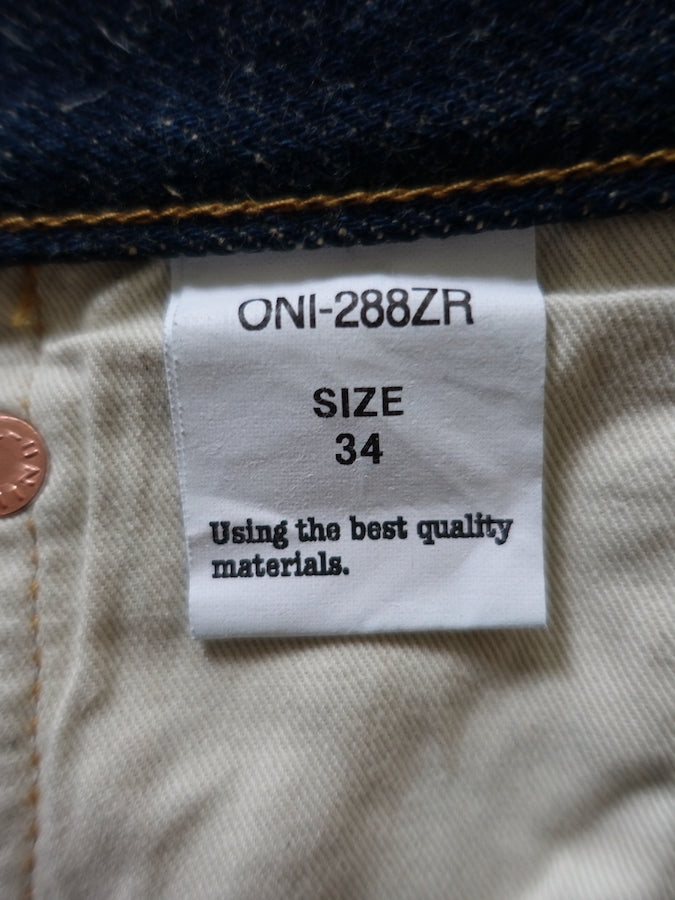 ONI-288ZR
SIZE
34
Using the best quality
materials.